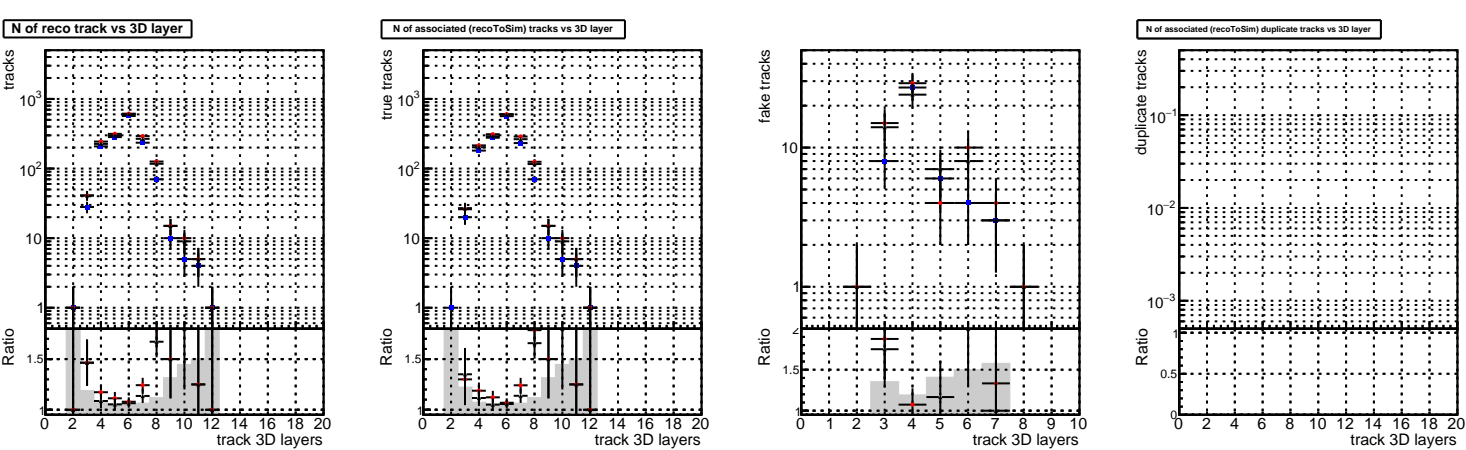 N of reco track vs 3D layer
tracks
10³
10²
10
1
Ratio
1.5
1
0 2 4 6 8 10 12 14 16 18 20
track 3D layers
N of associated (recoToSim) tracks vs 3D layer
true tracks
10³
10²
10
1
Ratio
1.5
1
0 2 4 6 8 10 12 14 16 18 20
track 3D layers
fake tracks
10
1
Ratio
2
1.5
1
0 1 2 3 4 5 6 7 8 9 10
track 3D layers
N of associated (recoToSim) duplicate tracks vs 3D layer
duplicate tracks
10⁻¹
10⁻²
10⁻³
Ratio
1
0.5
0
0 2 4 6 8 10 12 14 16 18 20
track 3D layers